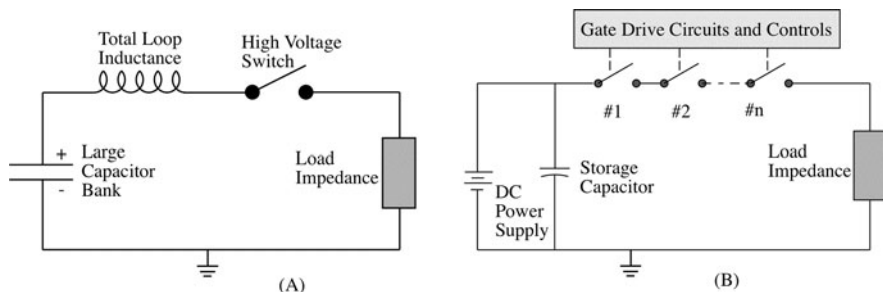 Total Loop
Inductance
High Voltage
Switch
+ Large
Capacitor
- Bank
Load
Impedance
(A)
Gate Drive Circuits and Controls
#1
#2
#n
Storage
Capacitor
DC
Power
Supply
Load
Impedance
(B)